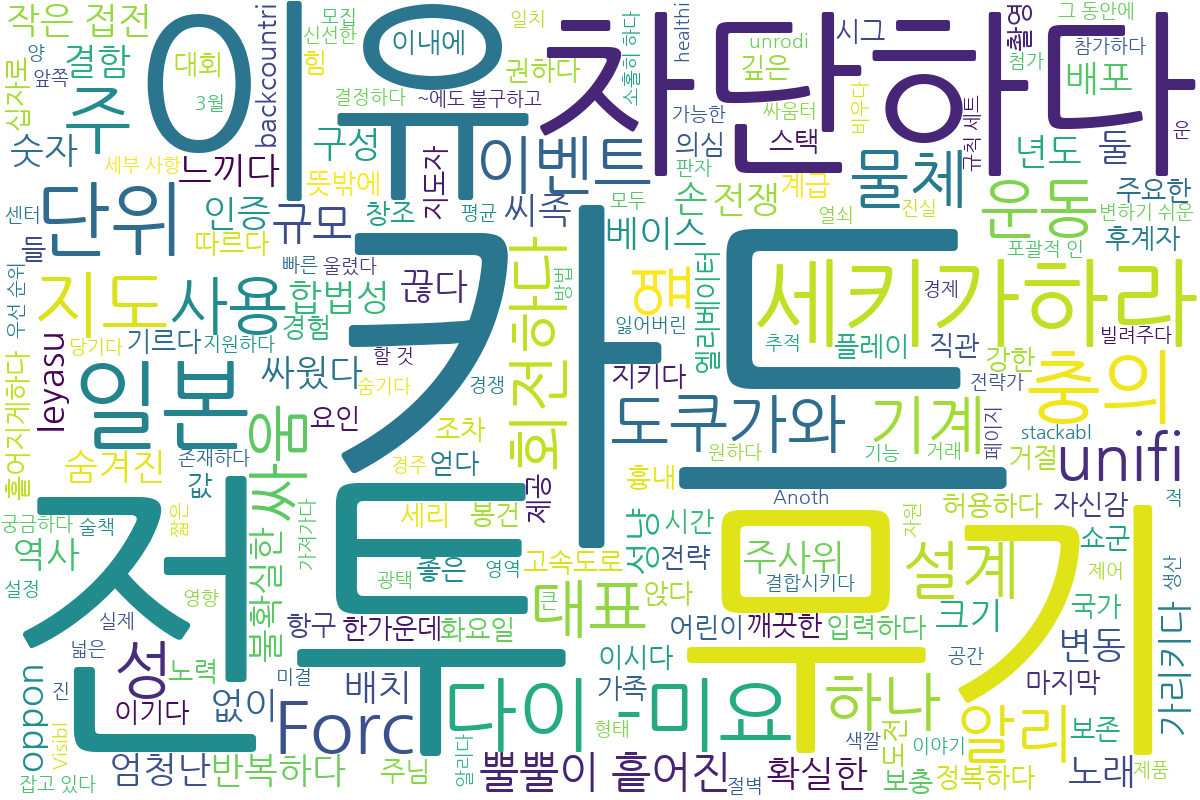 작은 접전
이유
차단하다
카드
전투
무기
세키가하라
십자로
결함
대회
주
숫자
3월
앞쪽
양
힘
모집
신선한
일치
이내에
권하다
결정하다
~에도 불구하고
backcountri
구성
느끼다
세부 사항
뜻밖에
지도자
이벤트
소홀히 하다
healthi
unrodi
깊은
싸움터
가능한
의심
판자
스택
시그
촬영
배우다
그 동안에
참가하다
첨가
배포
규칙 세트
년도
둘
운
주요한
변하기 쉬운
포괄적 인
후계자
물체
운동
계급
진실
열쇠
전쟁
손
모두
베이스
씨족
평균
창조
규모
인증
따르다
센터
들
단위
지도
사용
우선 순위
빠른
울렸다
합법성
경험
끊다
회전하다
방법
잃어버린
엘리베이터
연표
추적
플레이
경제
직관
강한
전략가
빌려주다
충의
기르다
지원하다
당기다
할 것
싸웠다
숨기다
경쟁
지키다
Ieyasu
흩어지게하다
일본
요인
도쿠가와
기계
stackabl
페이지
unifi
숨겨진
존재하다
싸움
조차
경주
얻다
원하다
기능
거래
거절
흉내
Anoth
자신감
적
값
짧은
궁금하다
술책
세리
봉건
제공
가져가다
불확실한
성냥
시간
전략
허용하다
자원
쇼군
역사
설정
영향
광택
좋은
영역
고속도로
큰
주사위
결합시키다
설계
제어
생산
대표
앉다
크기
국가
실제
넓은
항구
한가운데
화요일
어린이
깨끗한
입력하다
공간
변동
가리키다
oppon
진
성
노력
미결
이시다
없이
배치
가족
하나
마지막
이기다
Visibl
Forc
다이 -미요
형태
색깔
도전
이야기
알리
보존
제품
잡고 있다
엄청난
반복하다
주님
알리다
뿔뿔이 흩어진
절벽
확실한
보충
정복하다
노래